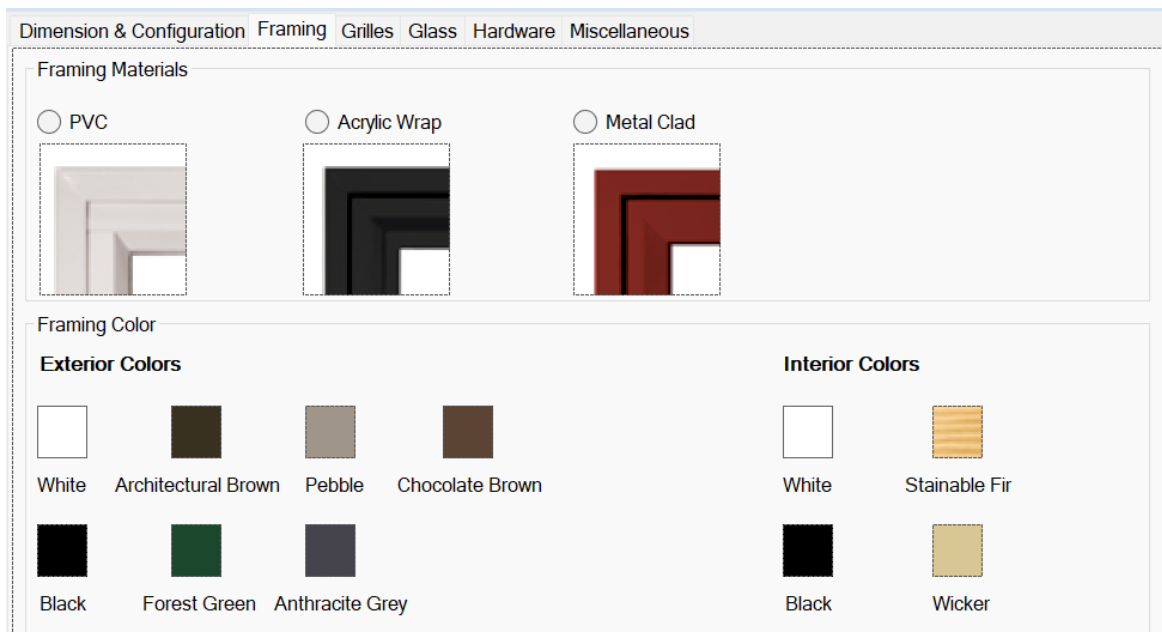 Dimension & Configuration Framing Grilles Glass Hardware Miscellaneous
Framing Materials
PVC Acrylic Wrap Metal Clad
Framing Color
Exterior Colors Interior Colors
White Architectural Brown Pebble Chocolate Brown White Stainable Fir
Black Forest Green Anthracite Grey Black Wicker